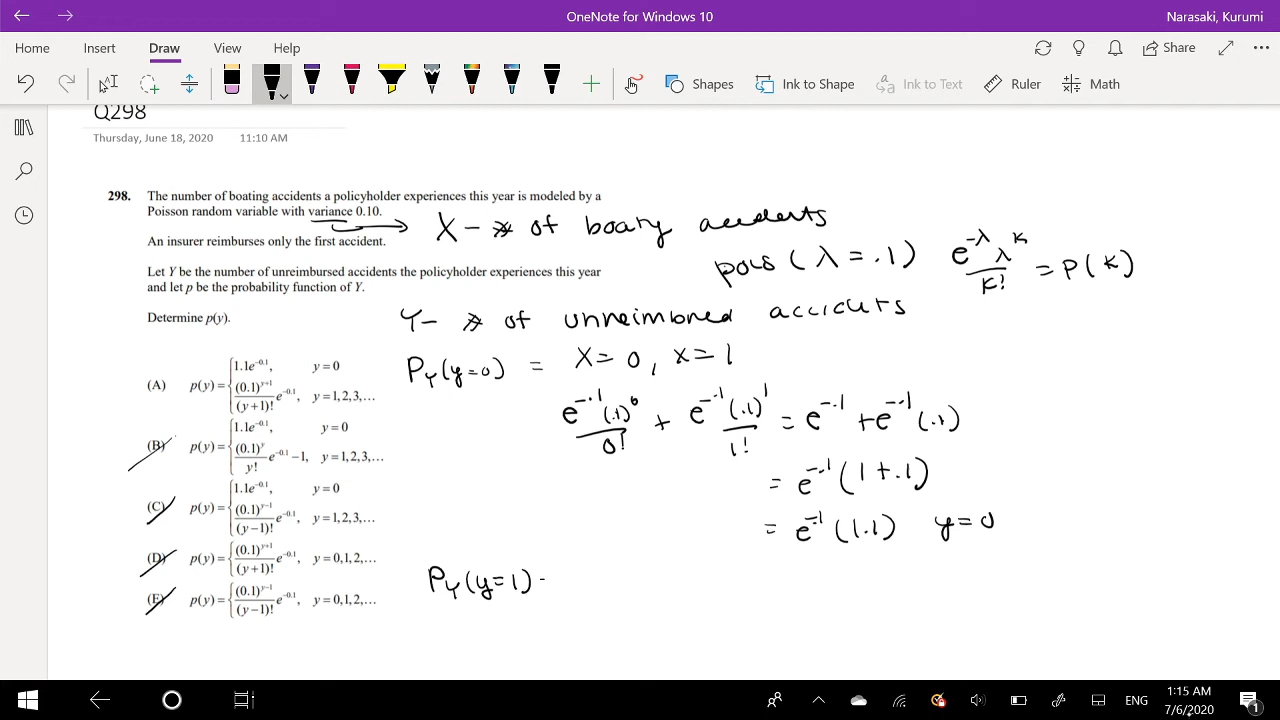 OneNote for Windows 10
Narasaki, Kurumi
Home Insert Draw View Help
Share
Shapes Ink to Shape Ink to Text Ruler Math
Q298
Thursday, June 18, 2020 11:10 AM
298. The number of boating accidents a policyholder experiences this year is modeled by a
Poisson random variable with variance 0.10.
An insurer reimburses only the first accident.
Let Y be the number of unreimbursed accidents the policyholder experiences this year
and let p be the probability function of Y.
Determine p(y).
(A) p(y) = { 1.1e^{-0.1}, y = 0
(0.1)^{y+1}/(y+1)! e^{-0.1}, y = 1,2,3,…
(B) p(y) = { 1.1e^{-0.1}, y = 0
(0.1)^{y}/y! e^{-0.1} −1, y = 1,2,3,…
(C) p(y) = { 1.1e^{-0.1}, y = 0
(0.1)^{y−1}/(y−1)! e^{-0.1}, y = 1,2,3,…
(D) p(y) = { (0.1)^{y+1}/(y+1)! e^{-0.1}, y = 0,1,2,…
(E) p(y) = { (0.1)^{y−1}/(y−1)! e^{-0.1}, y = 0,1,2,…
X - # of boating accidents
pois (λ = .1) e^{-λ} λ^{k}/k! = P(k)
Y - # of unreimbursed accidents
P_Y(y=0) = X = 0, x = 1
e^{-.1} (.1)^{0}/0! + e^{-.1} (.1)^{1}/1! = e^{-.1} + e^{-.1} (.1)
= e^{-.1} (1 + .1)
= e^{-.1} (1.1) y = 0
P_Y(y=1) -
ENG
1:15 AM
7/6/2020
1